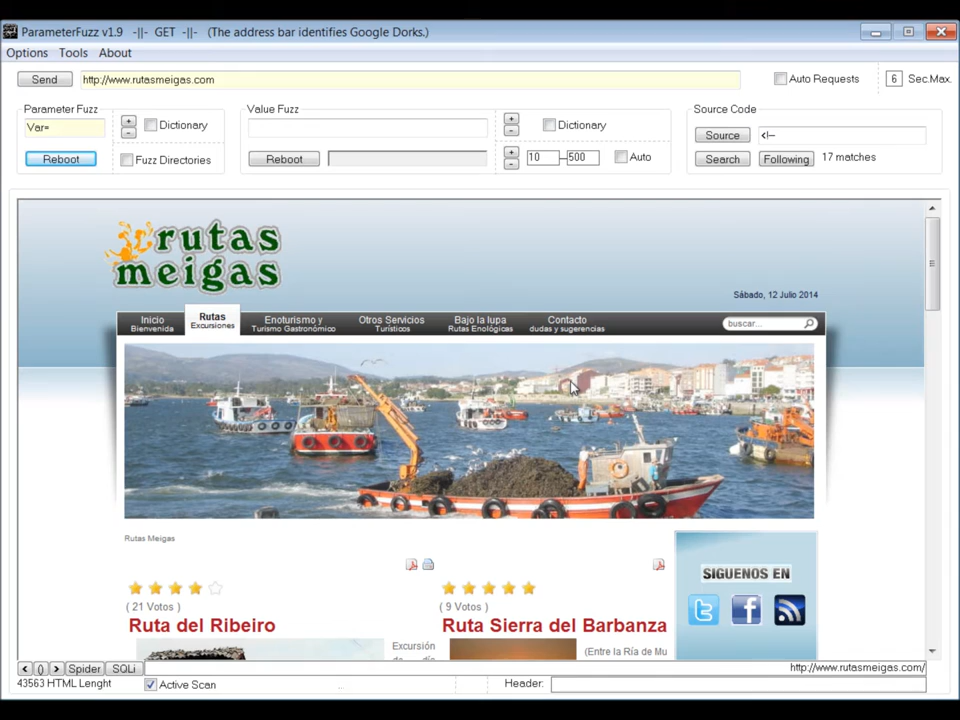 ParameterFuzz v1.9 -||- GET -||- (The address bar identifies Google Dorks.)
Options Tools About
Send http://www.rutasmeigas.com Auto Requests 6 Sec.Max.
Parameter Fuzz Value Fuzz Source Code
Var= + - Dictionary + - Dictionary Source <!--
Reboot Fuzz Directories Reboot + - 10 500 Auto Search Following 17 matches
rutas
meigas
Sábado, 12 Julio 2014
Inicio Rutas Enoturismo y Otros Servicios Bajo la lupa Contacto buscar...
Bienvenida Excursiones Turismo Gastronómico Turísticos Rutas Enológicas dudas y sugerencias
Rutas Meigas
SIGUENOS EN
( 21 Votos ) ( 9 Votos )
Ruta del Ribeiro Ruta Sierra del Barbanza
Excursión (Entre la Ría de Mu
< () > Spider SQLi http://www.rutasmeigas.com/
43563 HTML Lenght Active Scan Header: